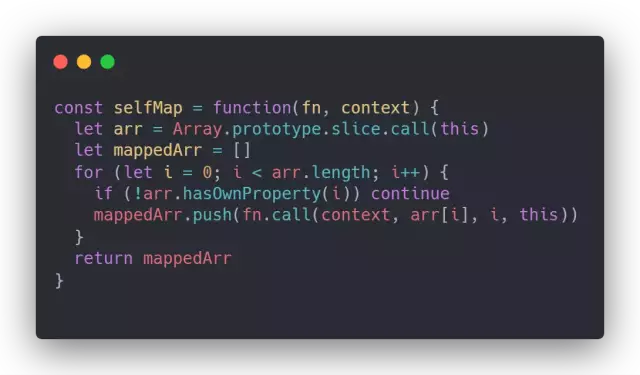 const selfMap = function(fn, context) {
  let arr = Array.prototype.slice.call(this)
  let mappedArr = []
  for (let i = 0; i < arr.length; i++) {
    if (!arr.hasOwnProperty(i)) continue
    mappedArr.push(fn.call(context, arr[i], i, this))
  }
  return mappedArr
}